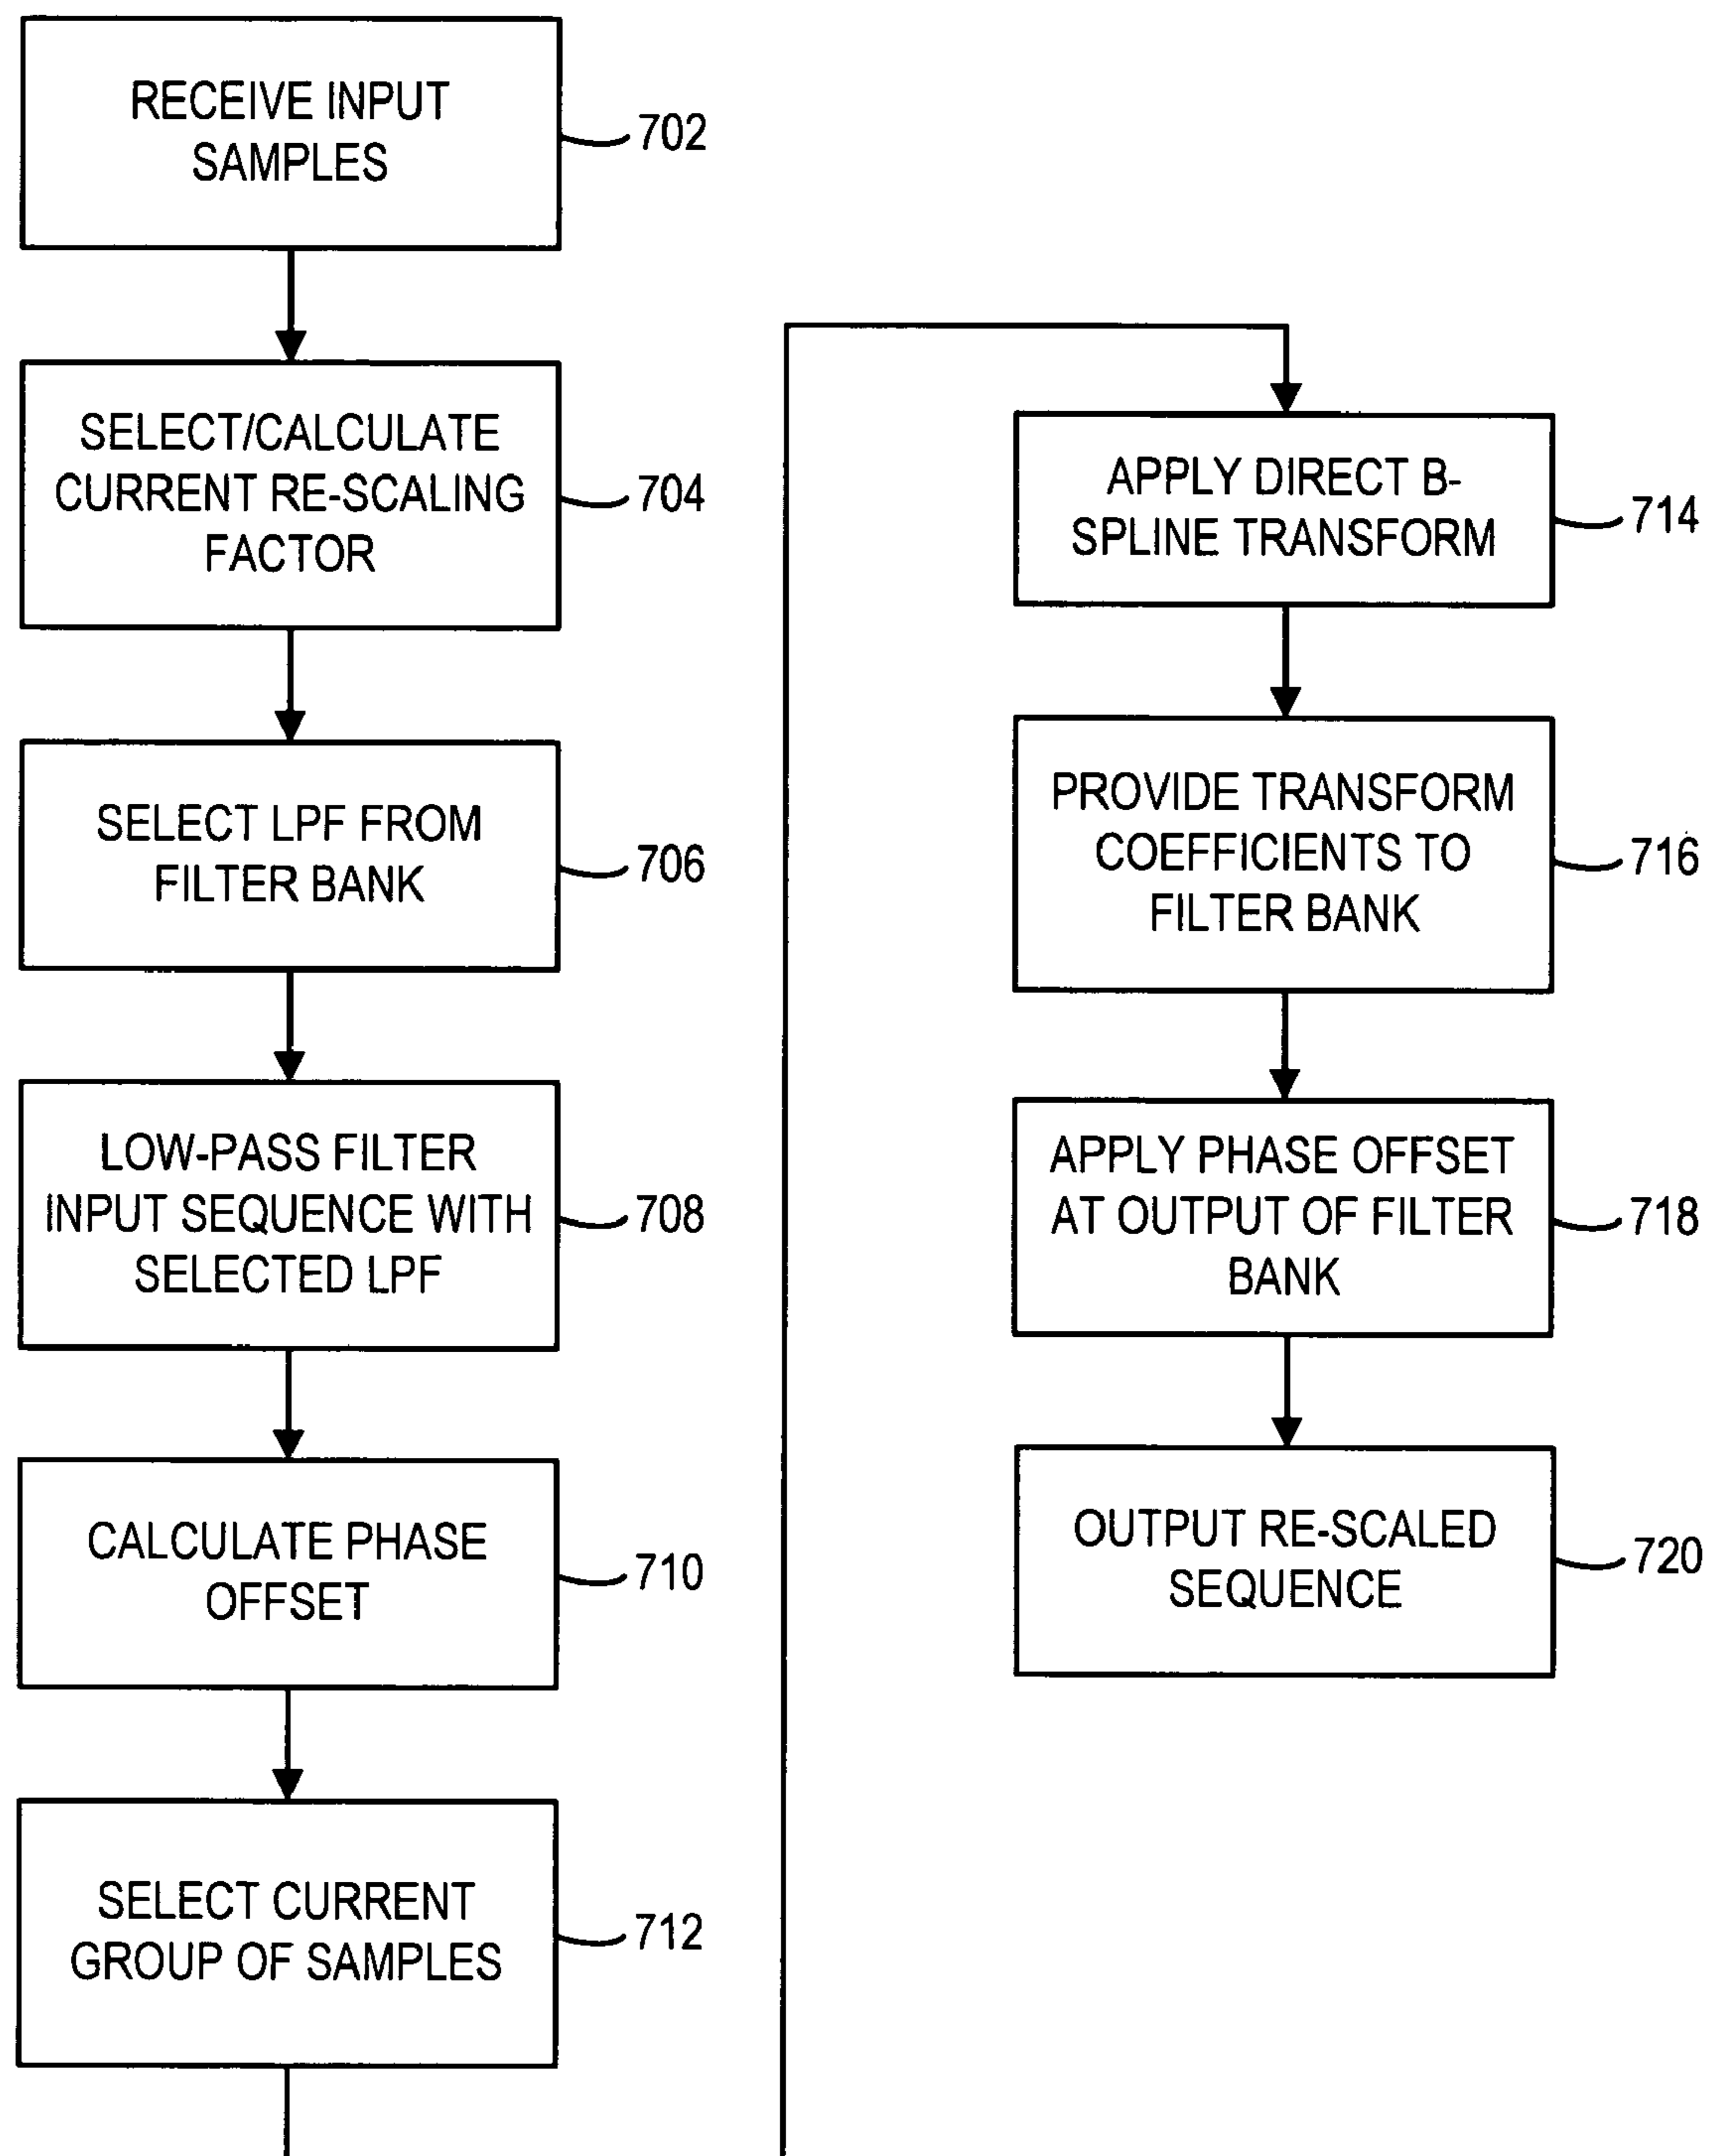 RECEIVE INPUT
SAMPLES
702
SELECT/CALCULATE
CURRENT RE-SCALING
FACTOR
704
SELECT LPF FROM
FILTER BANK
706
LOW-PASS FILTER
INPUT SEQUENCE WITH
SELECTED LPF
708
CALCULATE PHASE
OFFSET
710
SELECT CURRENT
GROUP OF SAMPLES
712
APPLY DIRECT B-
SPLINE TRANSFORM
714
PROVIDE TRANSFORM
COEFFICIENTS TO
FILTER BANK
716
APPLY PHASE OFFSET
AT OUTPUT OF FILTER
BANK
718
OUTPUT RE-SCALED
SEQUENCE
720